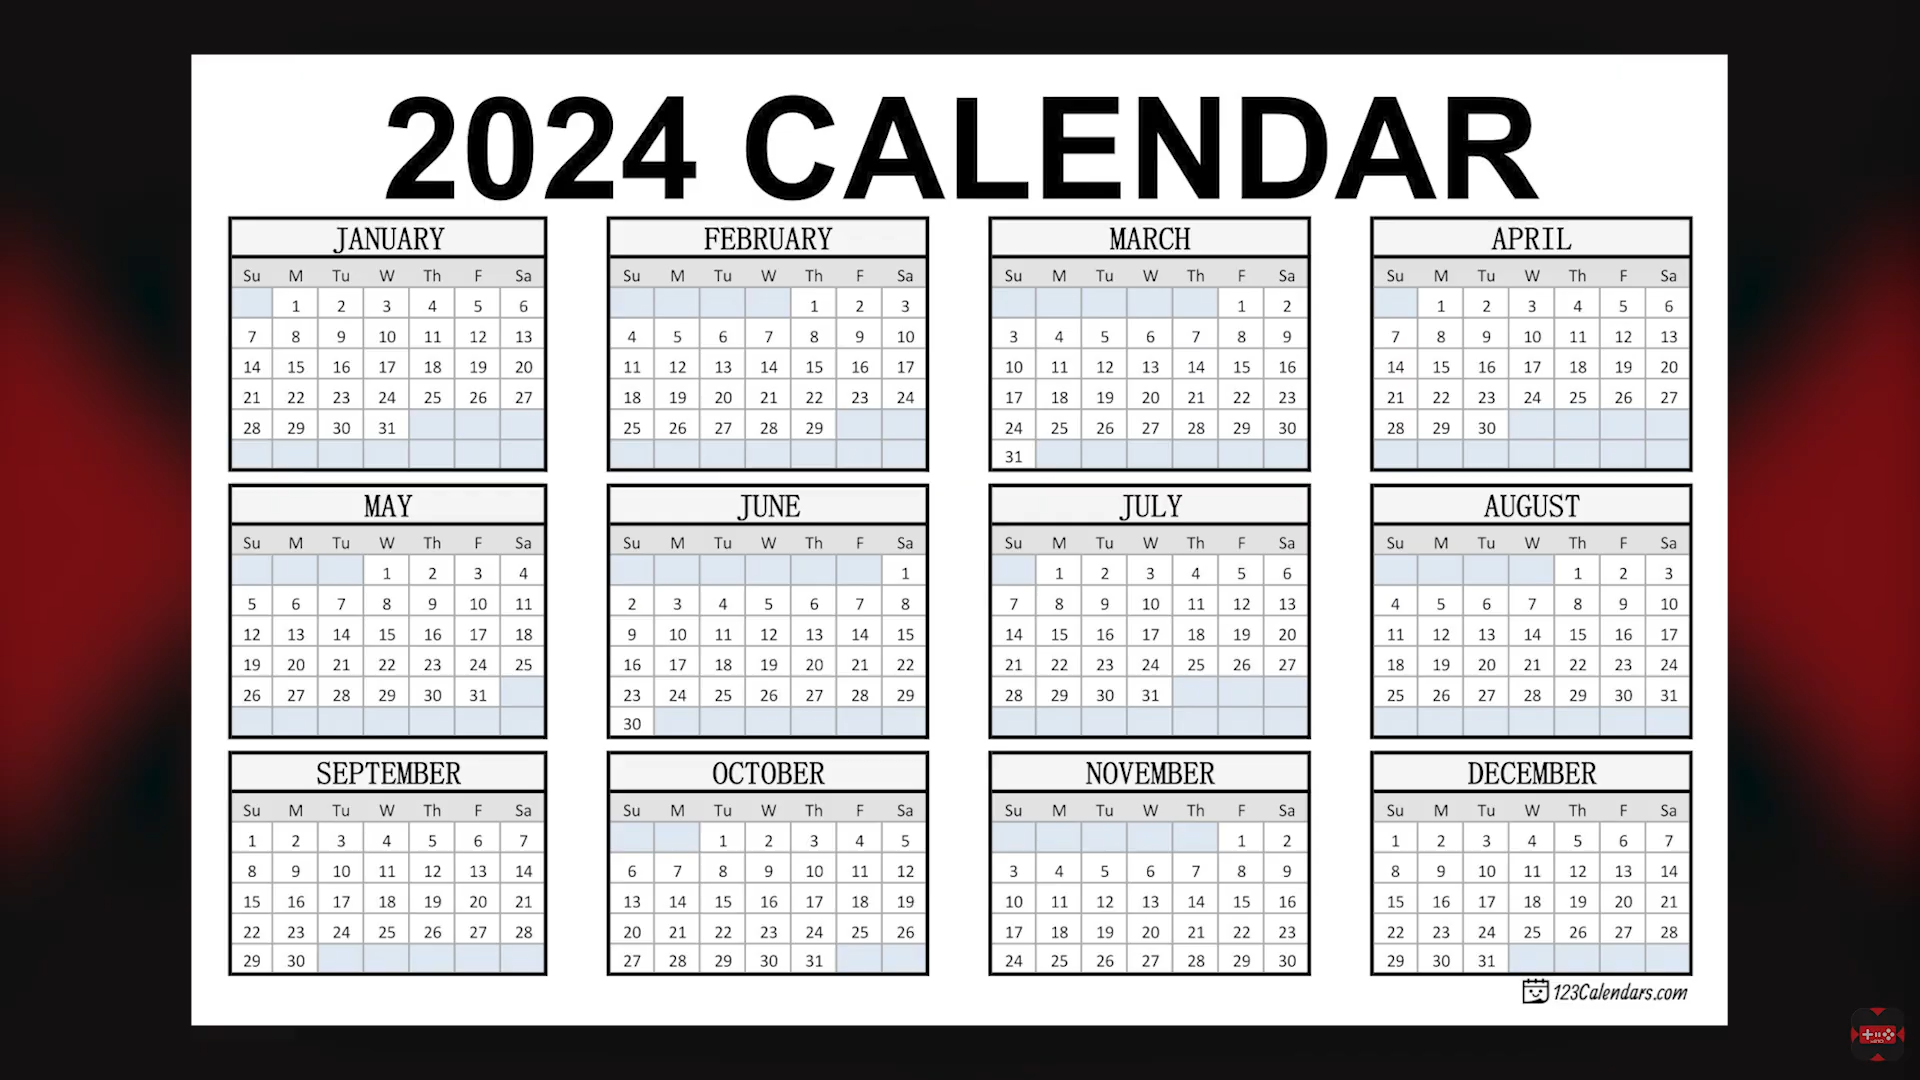 2024 CALENDAR
JANUARY
Su M Tu W Th F Sa
1 2 3 4 5 6
7 8 9 10 11 12 13
14 15 16 17 18 19 20
21 22 23 24 25 26 27
28 29 30 31
FEBRUARY
Su M Tu W Th F Sa
1 2 3
4 5 6 7 8 9 10
11 12 13 14 15 16 17
18 19 20 21 22 23 24
25 26 27 28 29
MARCH
Su M Tu W Th F Sa
1 2
3 4 5 6 7 8 9
10 11 12 13 14 15 16
17 18 19 20 21 22 23
24 25 26 27 28 29 30
31
APRIL
Su M Tu W Th F Sa
1 2 3 4 5 6
7 8 9 10 11 12 13
14 15 16 17 18 19 20
21 22 23 24 25 26 27
28 29 30
MAY
Su M Tu W Th F Sa
1 2 3 4
5 6 7 8 9 10 11
12 13 14 15 16 17 18
19 20 21 22 23 24 25
26 27 28 29 30 31
JUNE
Su M Tu W Th F Sa
1
2 3 4 5 6 7 8
9 10 11 12 13 14 15
16 17 18 19 20 21 22
23 24 25 26 27 28 29
30
JULY
Su M Tu W Th F Sa
1 2 3 4 5 6
7 8 9 10 11 12 13
14 15 16 17 18 19 20
21 22 23 24 25 26 27
28 29 30 31
AUGUST
Su M Tu W Th F Sa
1 2 3
4 5 6 7 8 9 10
11 12 13 14 15 16 17
18 19 20 21 22 23 24
25 26 27 28 29 30 31
SEPTEMBER
Su M Tu W Th F Sa
1 2 3 4 5 6 7
8 9 10 11 12 13 14
15 16 17 18 19 20 21
22 23 24 25 26 27 28
29 30
OCTOBER
Su M Tu W Th F Sa
1 2 3 4 5
6 7 8 9 10 11 12
13 14 15 16 17 18 19
20 21 22 23 24 25 26
27 28 29 30 31
NOVEMBER
Su M Tu W Th F Sa
1 2
3 4 5 6 7 8 9
10 11 12 13 14 15 16
17 18 19 20 21 22 23
24 25 26 27 28 29 30
DECEMBER
Su M Tu W Th F Sa
1 2 3 4 5 6 7
8 9 10 11 12 13 14
15 16 17 18 19 20 21
22 23 24 25 26 27 28
29 30 31
123Calendars.com